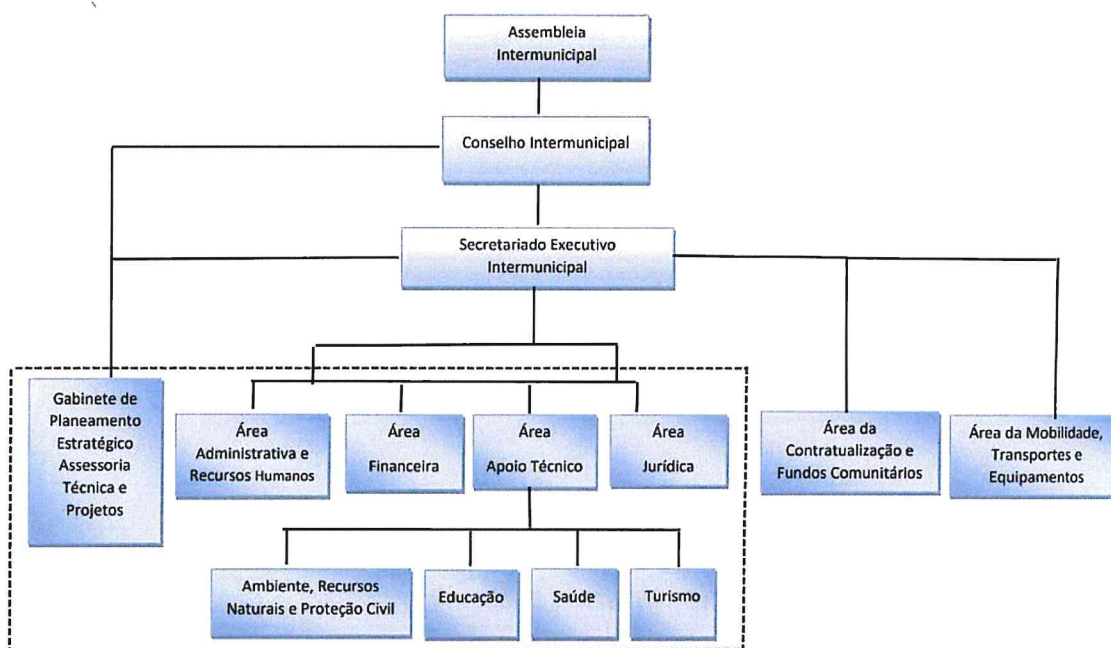 Assembleia
Intermunicipal
Conselho Intermunicipal
Secretariado Executivo
Intermunicipal
Gabinete de
Planeamento
Estratégico
Assessoria
Técnica e
Projetos
Área
Administrativa e
Recursos Humanos
Área
Financeira
Área
Apoio Técnico
Área
Jurídica
Área da
Contratualização e
Fundos Comunitários
Área da Mobilidade,
Transportes e
Equipamentos
Ambiente, Recursos
Naturais e Proteção Civil
Educação
Saúde
Turismo